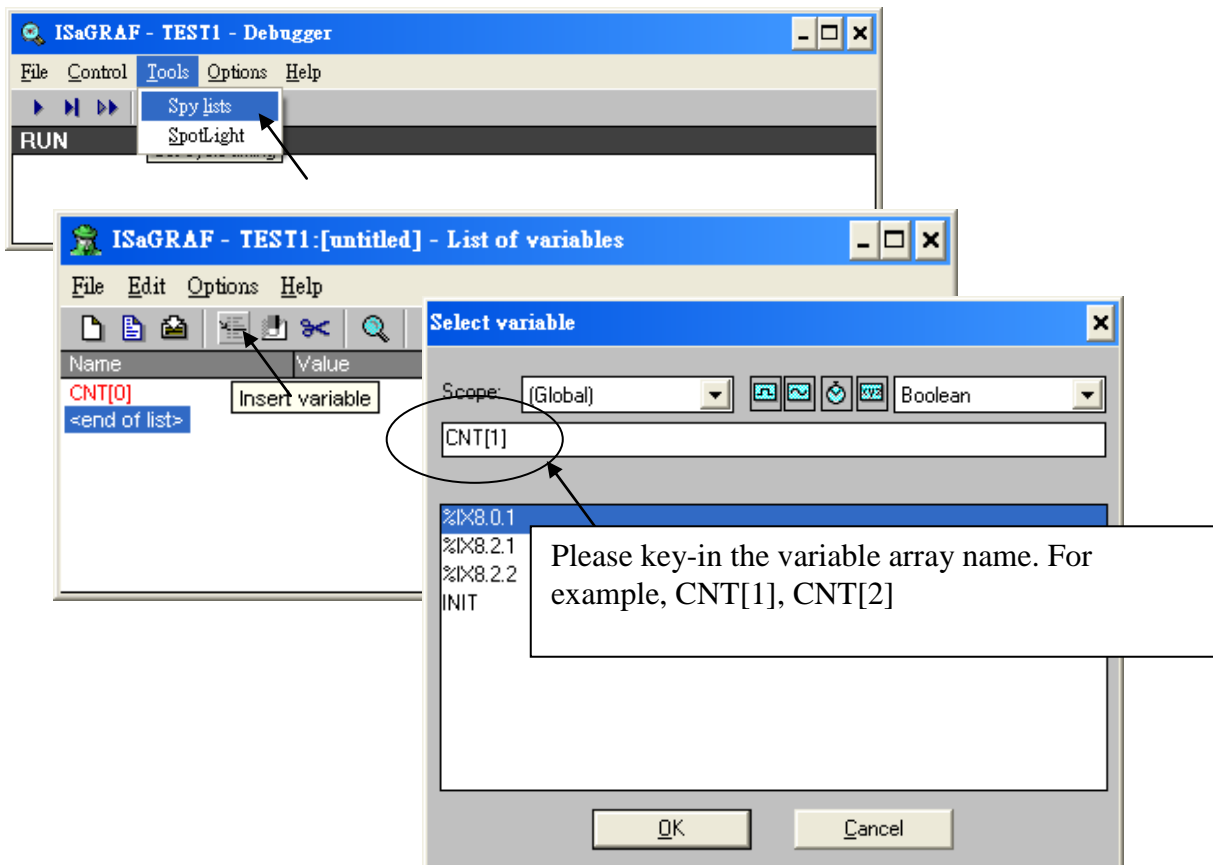 ISaGRAF - TEST1 - Debugger
File Control Tools Options Help
Spy lists
SpotLight
RUN
ISaGRAF - TEST1:[untitled] - List of variables
File Edit Options Help
Name Value
CNT[0]
Insert variable
<end of list>
Select variable
Scope: (Global) xyz Boolean
CNT[1]
%IX8.0.1
%IX8.2.1
%IX8.2.2
INIT
Please key-in the variable array name. For
example, CNT[1], CNT[2]
OK Cancel